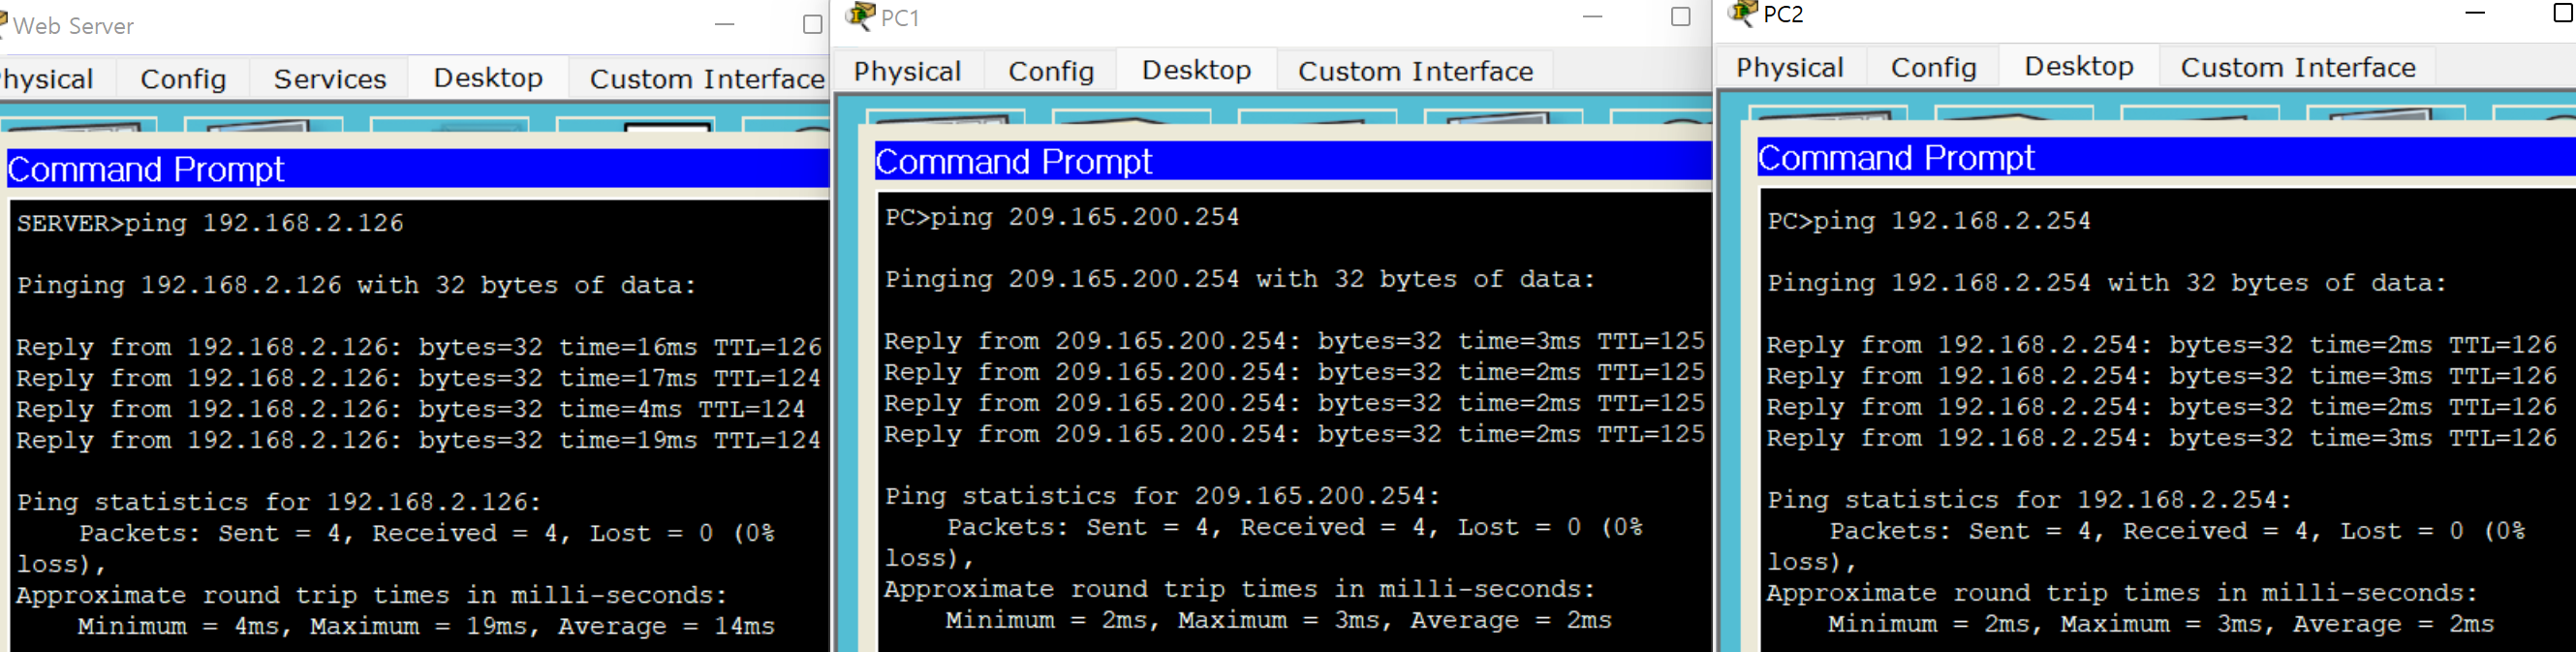 Web Server
Physical Config Services Desktop Custom Interface
Command Prompt
SERVER>ping 192.168.2.126
Pinging 192.168.2.126 with 32 bytes of data:
Reply from 192.168.2.126: bytes=32 time=16ms TTL=126
Reply from 192.168.2.126: bytes=32 time=17ms TTL=124
Reply from 192.168.2.126: bytes=32 time=4ms TTL=124
Reply from 192.168.2.126: bytes=32 time=19ms TTL=124
Ping statistics for 192.168.2.126:
Packets: Sent = 4, Received = 4, Lost = 0 (0%
loss),
Approximate round trip times in milli-seconds:
Minimum = 4ms, Maximum = 19ms, Average = 14ms
PC1
Physical Config Desktop Custom Interface
Command Prompt
PC>ping 209.165.200.254
Pinging 209.165.200.254 with 32 bytes of data:
Reply from 209.165.200.254: bytes=32 time=3ms TTL=125
Reply from 209.165.200.254: bytes=32 time=2ms TTL=125
Reply from 209.165.200.254: bytes=32 time=2ms TTL=125
Reply from 209.165.200.254: bytes=32 time=2ms TTL=125
Ping statistics for 209.165.200.254:
Packets: Sent = 4, Received = 4, Lost = 0 (0%
loss),
Approximate round trip times in milli-seconds:
Minimum = 2ms, Maximum = 3ms, Average = 2ms
PC2
Physical Config Desktop Custom Interface
Command Prompt
PC>ping 192.168.2.254
Pinging 192.168.2.254 with 32 bytes of data:
Reply from 192.168.2.254: bytes=32 time=2ms TTL=126
Reply from 192.168.2.254: bytes=32 time=3ms TTL=126
Reply from 192.168.2.254: bytes=32 time=2ms TTL=126
Reply from 192.168.2.254: bytes=32 time=3ms TTL=126
Ping statistics for 192.168.2.254:
Packets: Sent = 4, Received = 4, Lost = 0 (0%
loss),
Approximate round trip times in milli-seconds:
Minimum = 2ms, Maximum = 3ms, Average = 2ms